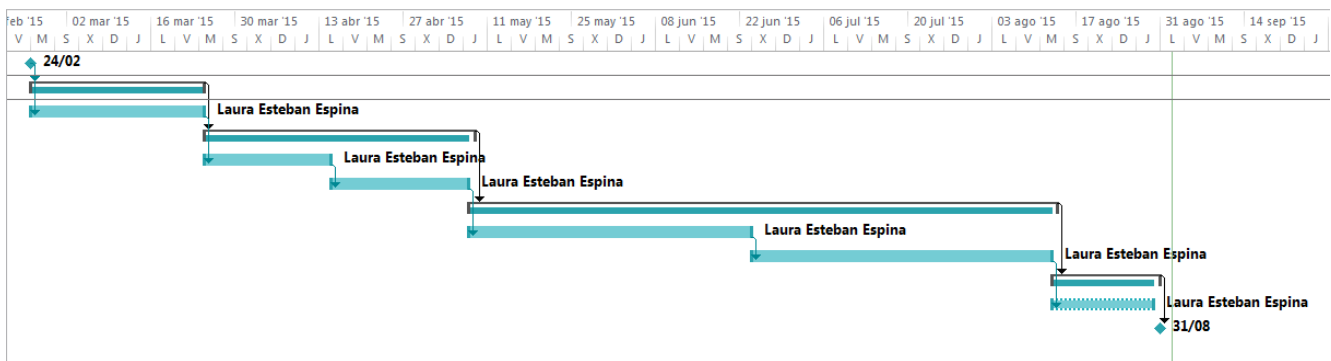 feb '15 02 mar '15 16 mar '15 30 mar '15 13 abr '15 27 abr '15 11 may '15 25 may '15 08 jun '15 22 jun '15 06 jul '15 20 jul '15 03 ago '15 17 ago '15 31 ago '15 14 sep '15
V M S X D J L V M S X D J L V M S X D J L V M S X D J L V M S X D J L V M S X D J L V M S X D J L V M S X D J
24/02
Laura Esteban Espina
Laura Esteban Espina
Laura Esteban Espina
Laura Esteban Espina
Laura Esteban Espina
Laura Esteban Espina
31/08